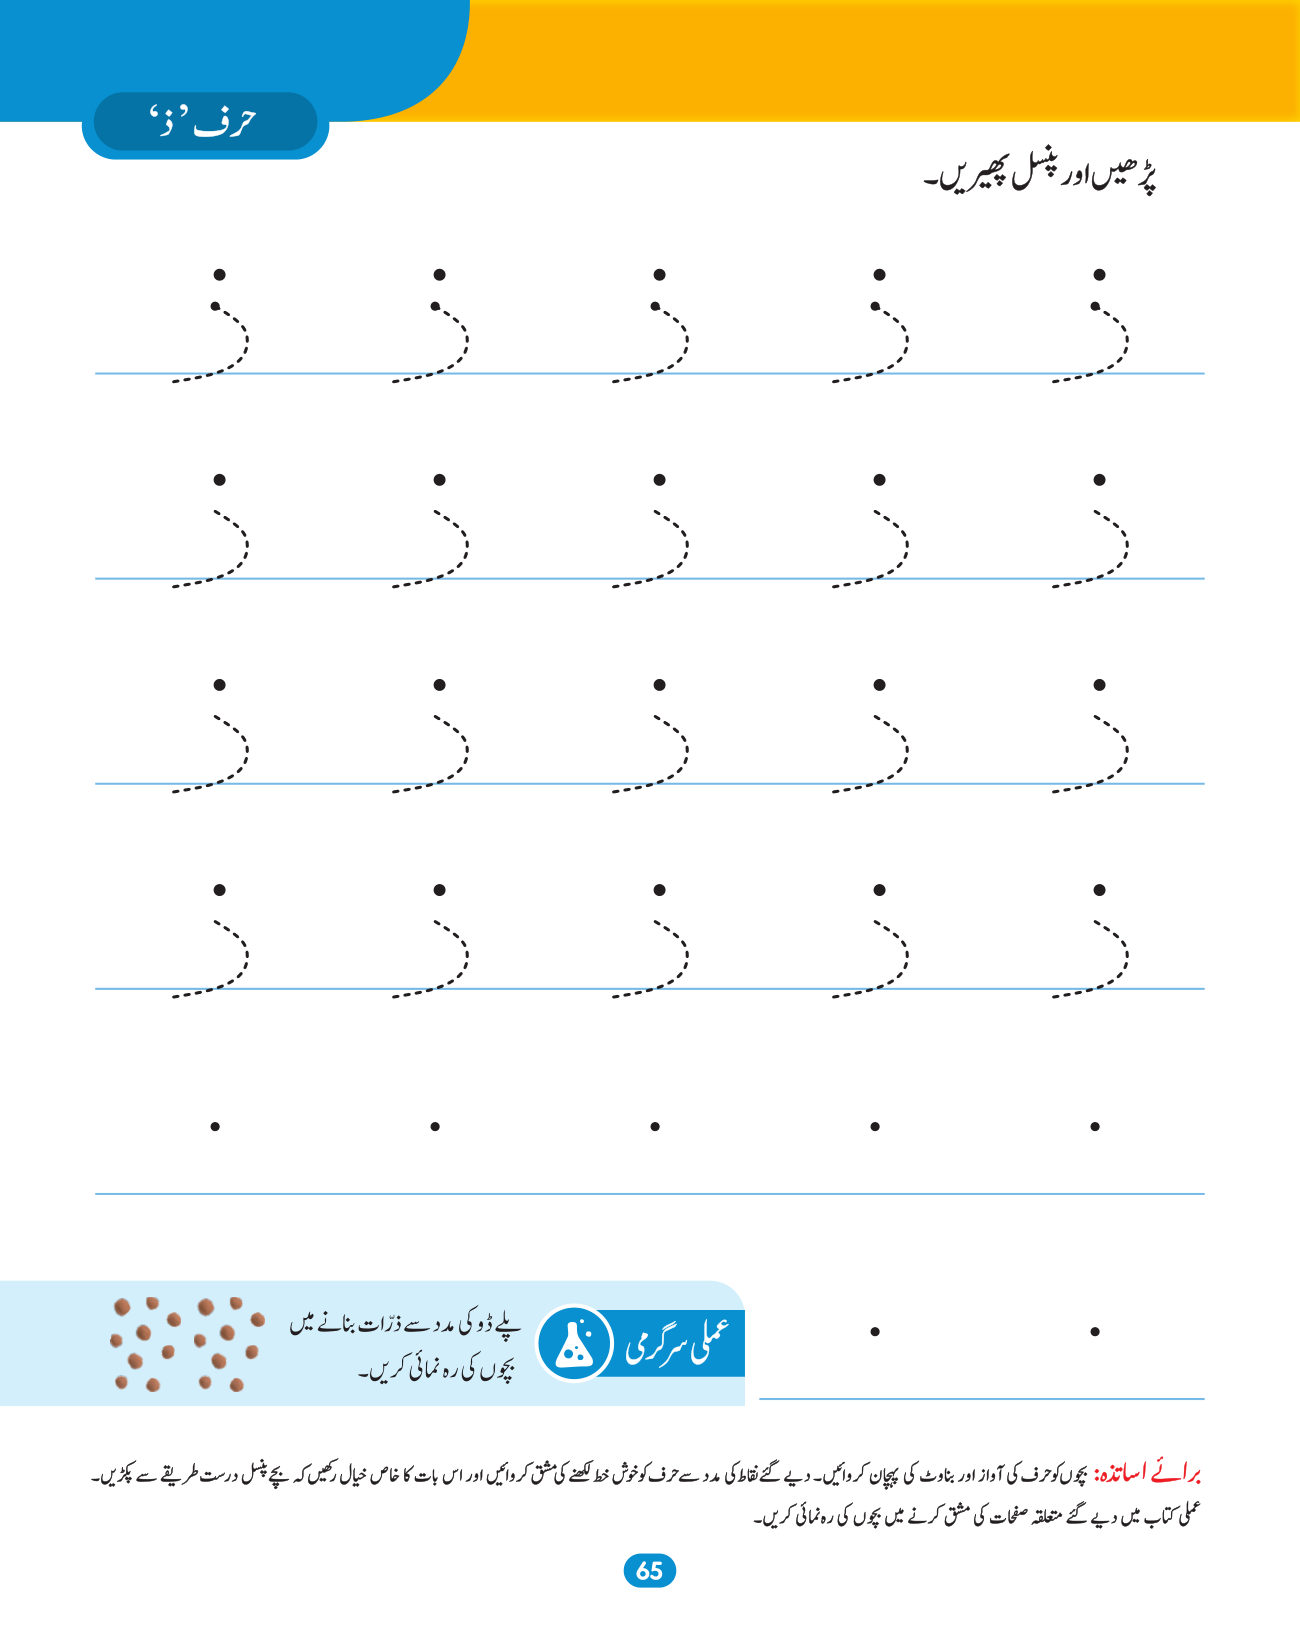 حرف ’ذ‘
پڑھیں اور پنسل پھیریں۔
ذ ذ ذ ذ ذ
ذ ذ ذ ذ ذ
ذ ذ ذ ذ ذ
ذ ذ ذ ذ ذ
عملی سرگرمی
پلے ڈو کی مدد سے ذرّات بنانے میں
بچوں کی رہ نمائی کریں۔
برائے اساتذہ: بچوں کو حرف کی آواز اور بناوٹ کی پہچان کروائیں۔ دیے گئے نقاط کی مدد سے حرف کو خوش خط لکھنے کی مشق کروائیں اور اس بات کا خاص خیال رکھیں کہ بچے پنسل درست طریقے سے پکڑیں۔
عملی کتاب میں دیے گئے متعلقہ صفحات کی مشق کرنے میں بچوں کی رہ نمائی کریں۔
65